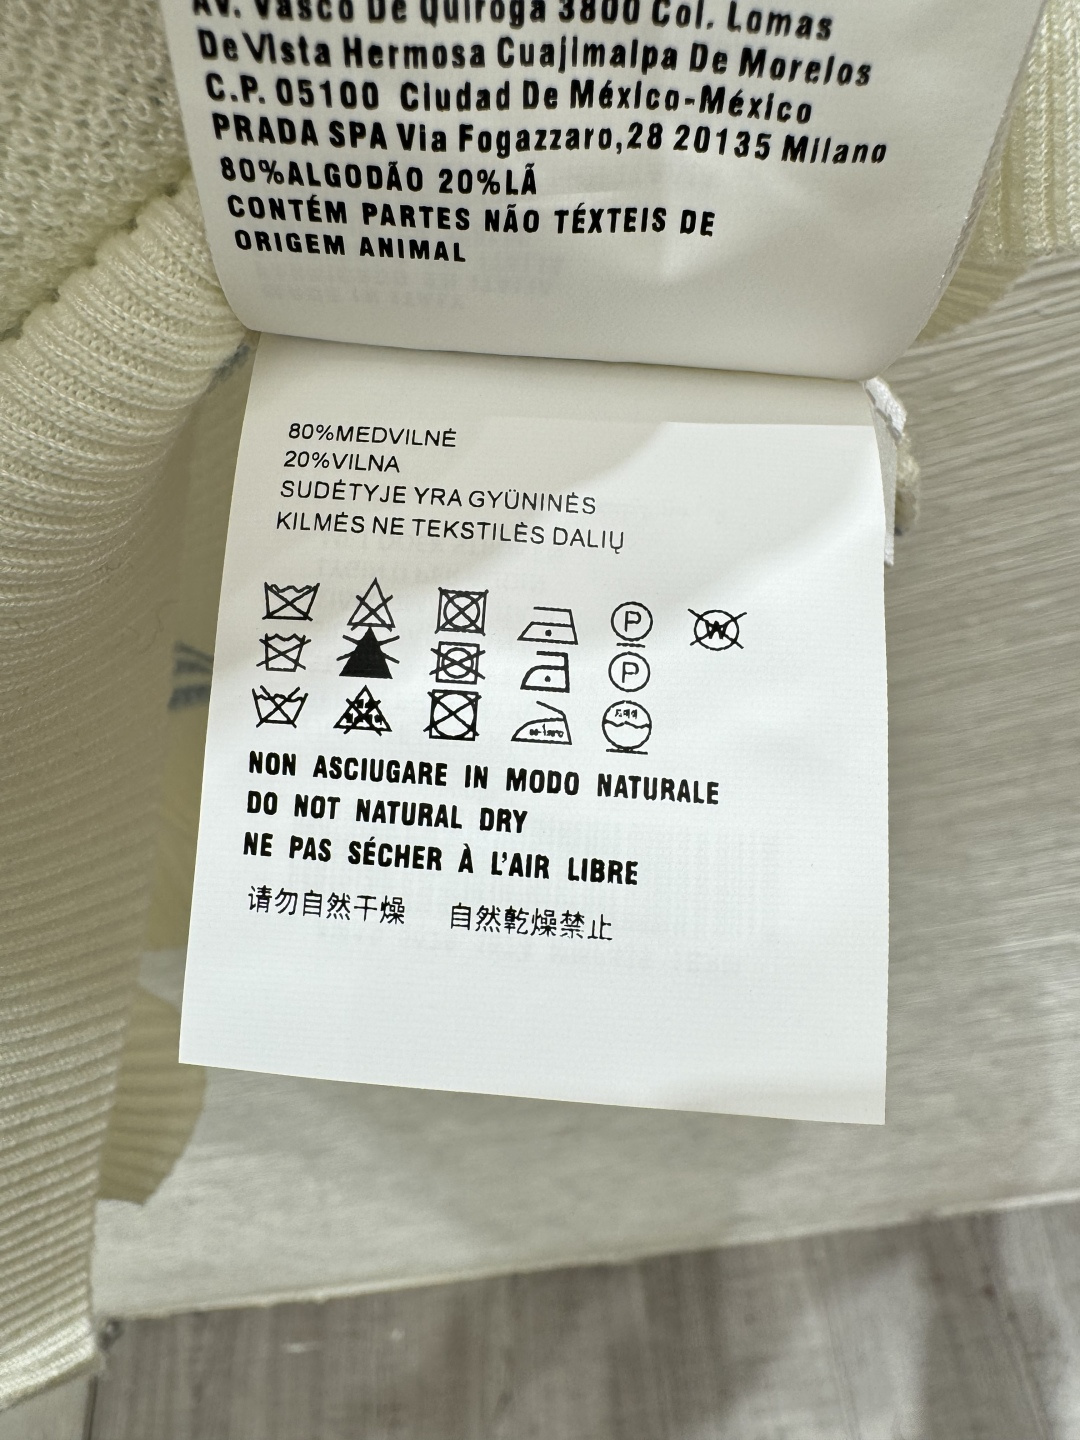 Av. Vasco De Quiroga 3800 Col. Lomas
De VIsta Hermosa CuajImalpa De Morelos
C.P. 05100 CIudad De México-México
PRADA SPA Via Fogazzaro,28 20135 MIlano
80%ALGODÃO 20%LÃ
CONTÉM PARTES NÃO TÉXTEIS DE
ORIGEM ANIMAL
80%MEDVILNĖ
20%VILNA
SUDĖTYJE YRA GYŪNINĖS
KILMĖS NE TEKSTILĖS DALIŲ
P W
P
NON ASCIUGARE IN MODO NATURALE
DO NOT NATURAL DRY
NE PAS SÉCHER À L'AIR LIBRE
请勿自然干燥 自然乾燥禁止